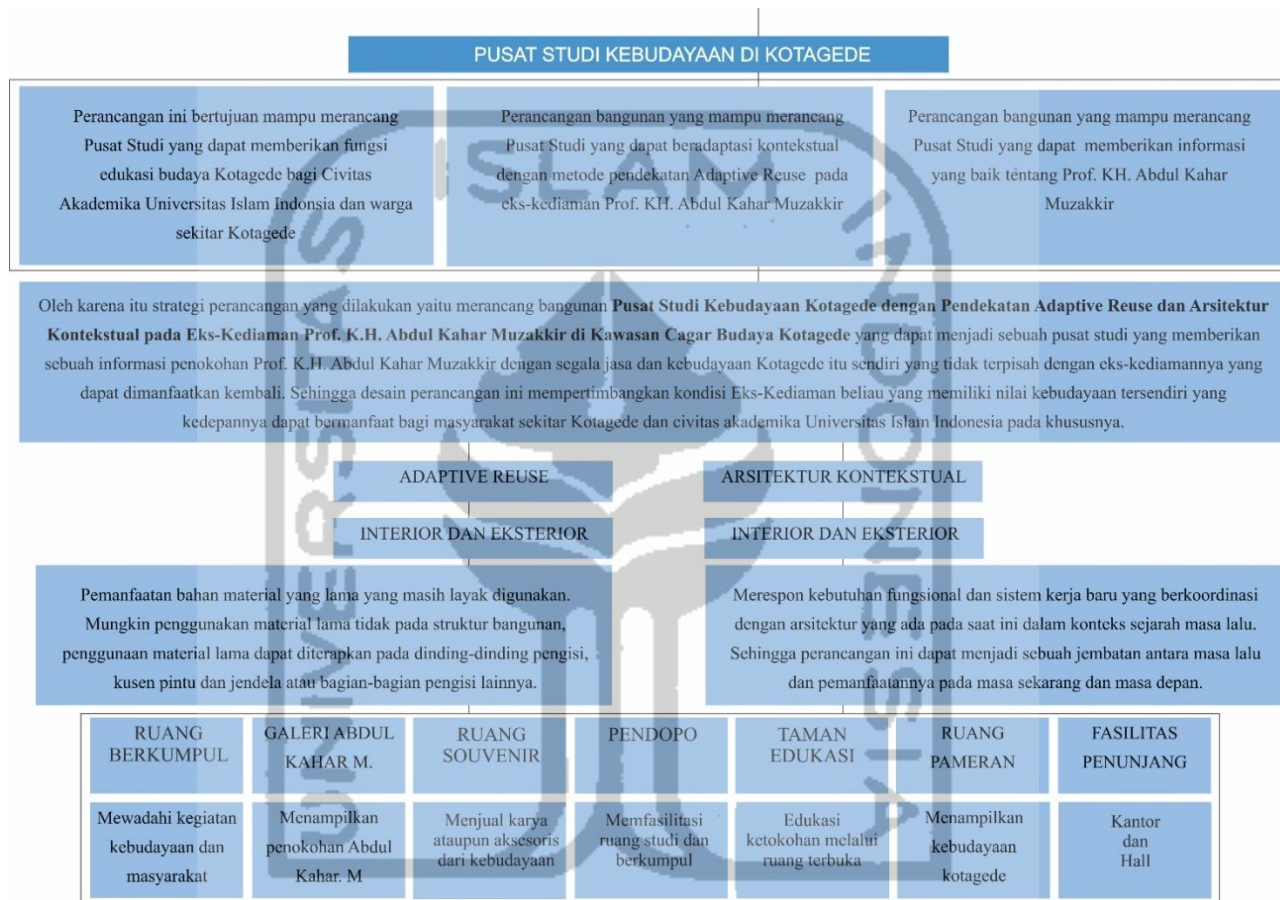 PUSAT STUDI KEBUDAYAAN DI KOTAGEDE
Perancangan ini bertujuan mampu merancang
Pusat Studi yang dapat memberikan fungsi
edukasi budaya Kotagede bagi Civitas
Akademika Universitas Islam Indonsia dan warga
sekitar Kotagede
Perancangan bangunan yang mampu merancang
Pusat Studi yang dapat beradaptasi kontekstual
dengan metode pendekatan Adaptive Reuse pada
eks-kediaman Prof. KH. Abdul Kahar Muzakkir
Perancangan bangunan yang mampu merancang
Pusat Studi yang dapat memberikan informasi
yang baik tentang Prof. KH. Abdul Kahar
Muzakkir
Oleh karena itu strategi perancangan yang dilakukan yaitu merancang bangunan Pusat Studi Kebudayaan Kotagede dengan Pendekatan Adaptive Reuse dan Arsitektur
Kontekstual pada Eks-Kediaman Prof. K.H. Abdul Kahar Muzakkir di Kawasan Cagar Budaya Kotagede yang dapat menjadi sebuah pusat studi yang memberikan
sebuah informasi penokohan Prof. K.H. Abdul Kahar Muzakkir dengan segala jasa dan kebudayaan Kotagede itu sendiri yang tidak terpisah dengan eks-kediamannya yang
dapat dimanfaatkan kembali. Sehingga desain perancangan ini mempertimbangkan kondisi Eks-Kediaman beliau yang memiliki nilai kebudayaan tersendiri yang
kedepannya dapat bermanfaat bagi masyarakat sekitar Kotagede dan civitas akademika Universitas Islam Indonesia pada khususnya.
ADAPTIVE REUSE
ARSITEKTUR KONTEKSTUAL
INTERIOR DAN EKSTERIOR
INTERIOR DAN EKSTERIOR
Pemanfaatan bahan material yang lama yang masih layak digunakan.
Mungkin penggunakan material lama tidak pada struktur bangunan,
penggunaan material lama dapat diterapkan pada dinding-dinding pengisi,
kusen pintu dan jendela atau bagian-bagian pengisi lainnya.
Merespon kebutuhan fungsional dan sistem kerja baru yang berkoordinasi
dengan arsitektur yang ada pada saat ini dalam konteks sejarah masa lalu.
Sehingga perancangan ini dapat menjadi sebuah jembatan antara masa lalu
dan pemanfaatannya pada masa sekarang dan masa depan.
RUANG
BERKUMPUL
GALERI ABDUL
KAHAR M.
RUANG
SOUVENIR
PENDOPO
TAMAN
EDUKASI
RUANG
PAMERAN
FASILITAS
PENUNJANG
Mewadahi kegiatan
kebudayaan dan
masyarakat
Menampilkan
penokohan Abdul
Kahar. M
Menjual karya
ataupun aksesoris
dari kebudayaan
Memfasilitasi
ruang studi dan
berkumpul
Edukasi
ketokohan melalui
ruang terbuka
Menampilkan
kebudayaan
kotagede
Kantor
dan
Hall
UNIVERSITAS
ISLAM
INDONESIA